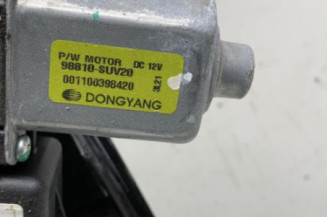 P/W MOTOR DC 12V
98810-SUV20
001100398420
3L21
DONGYANG